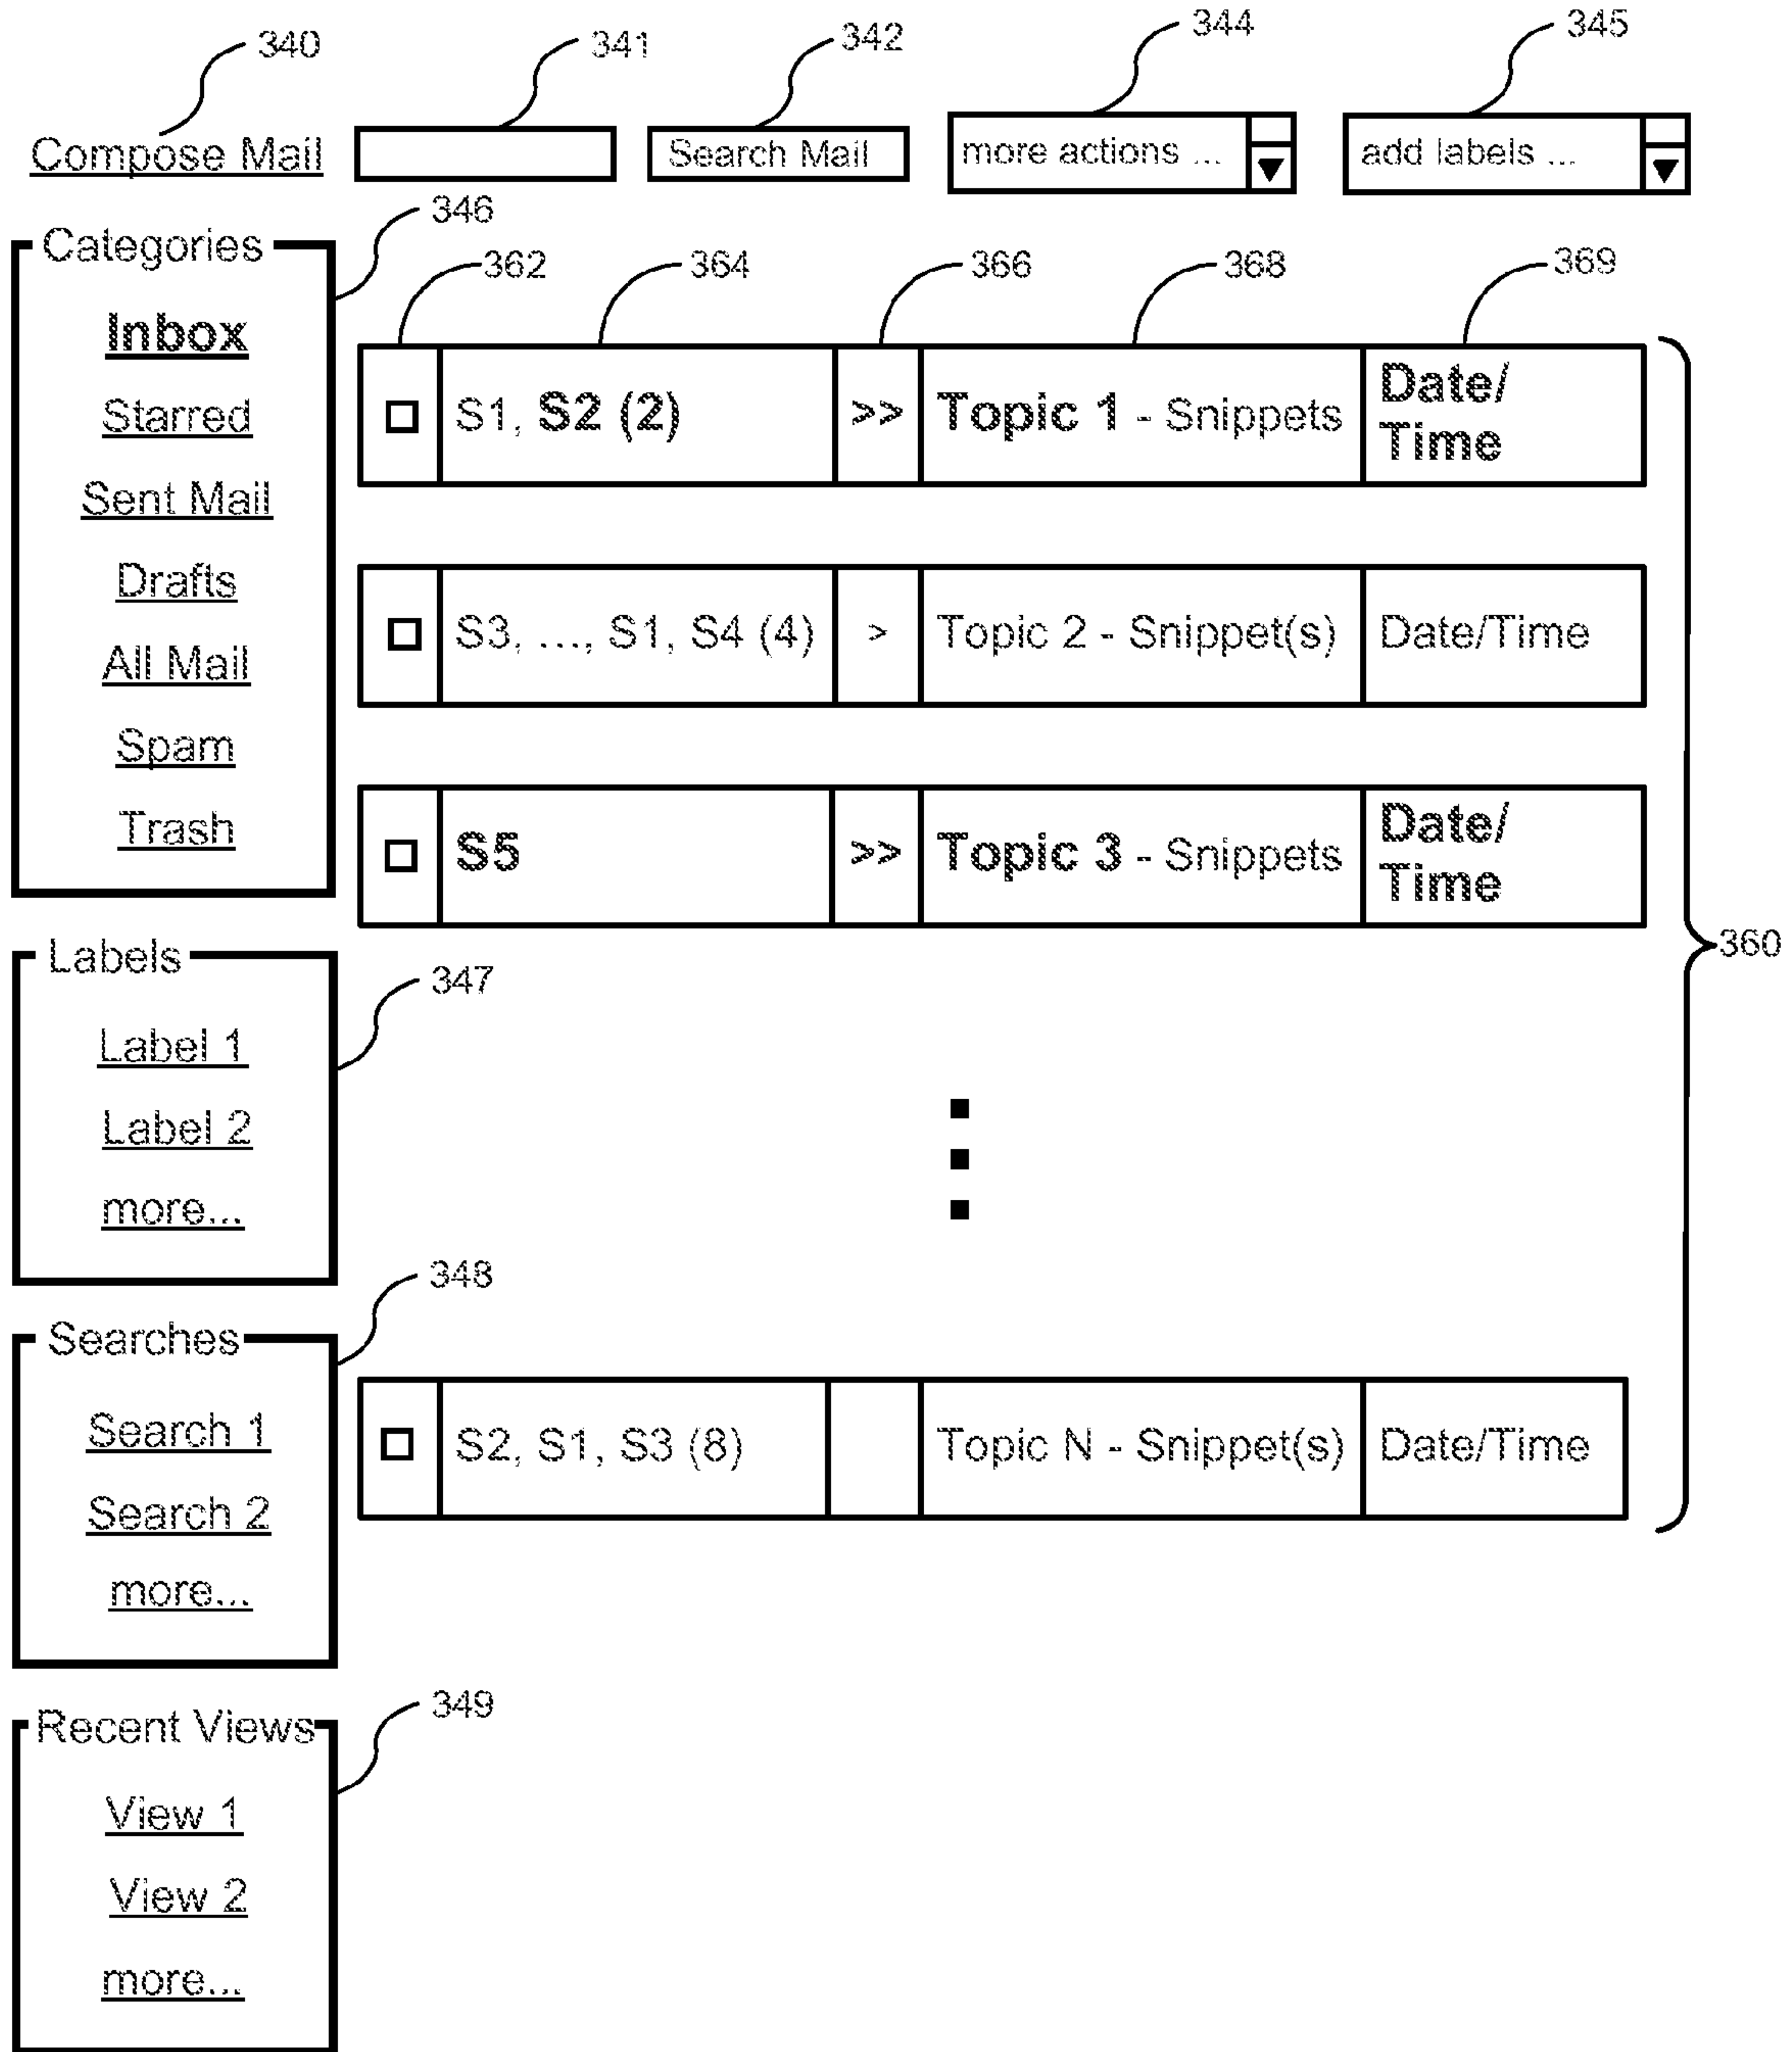 340 341 342 344 345
Compose Mail Search Mail more actions ... add labels ...
346
Categories
362 364 366 368 369
Inbox
Starred
Sent Mail
Drafts
All Mail
Spam
Trash
S1, S2 (2) >> Topic 1 - Snippets Date/
Time
S3, ..., S1, S4 (4) > Topic 2 - Snippet(s) Date/Time
S5 >> Topic 3 - Snippets Date/
Time
360
Labels
347
Label 1
Label 2
more...
348
Searches
Search 1
Search 2
more...
S2, S1, S3 (8) Topic N - Snippet(s) Date/Time
349
Recent Views
View 1
View 2
more...